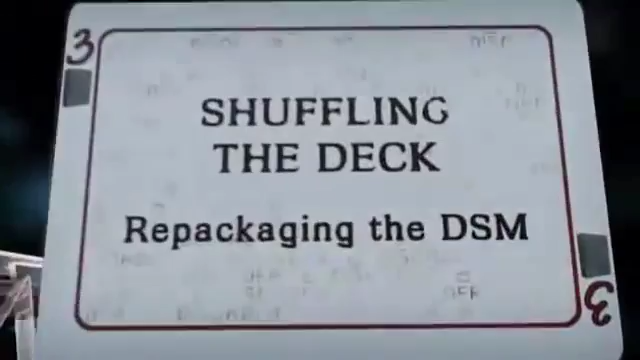 3
SHUFFLING
THE DECK
Repackaging the DSM
3